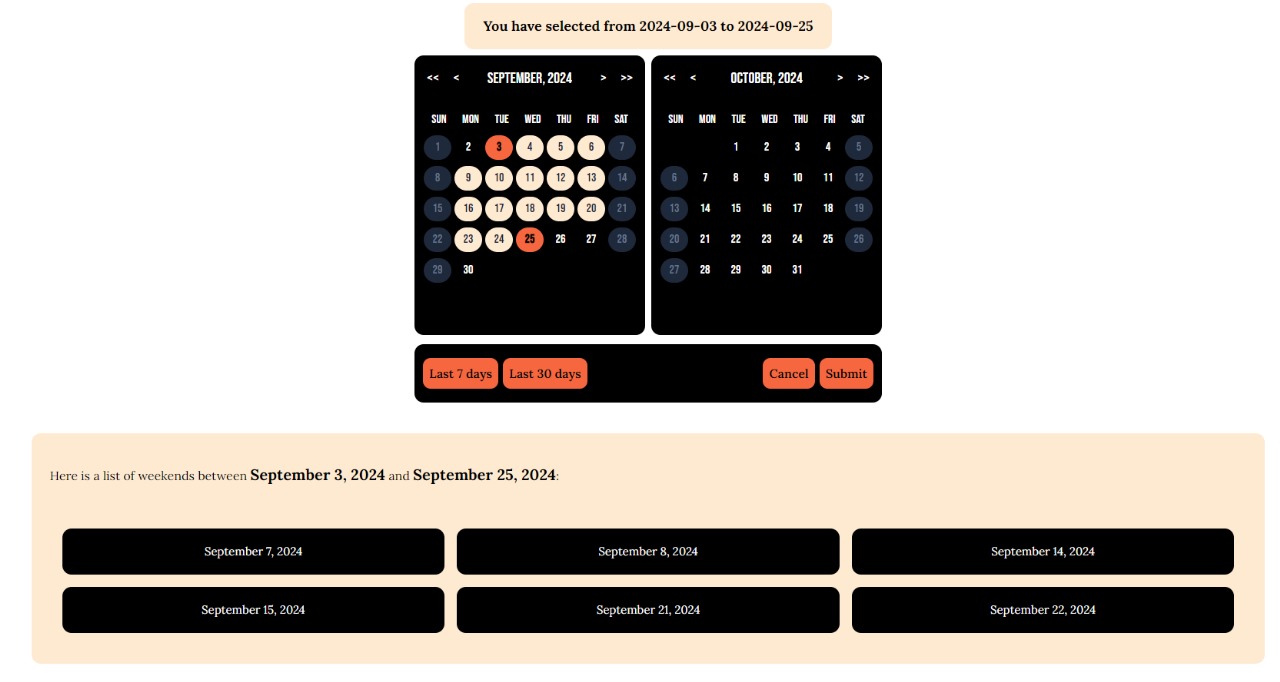 You have selected from 2024-09-03 to 2024-09-25
<< < SEPTEMBER, 2024 > >>
SUN MON TUE WED THU FRI SAT
1 2 3 4 5 6 7
8 9 10 11 12 13 14
15 16 17 18 19 20 21
22 23 24 25 26 27 28
29 30
<< < OCTOBER, 2024 > >>
SUN MON TUE WED THU FRI SAT
1 2 3 4 5
6 7 8 9 10 11 12
13 14 15 16 17 18 19
20 21 22 23 24 25 26
27 28 29 30 31
Last 7 days Last 30 days Cancel Submit
Here is a list of weekends between September 3, 2024 and September 25, 2024:
September 7, 2024 September 8, 2024 September 14, 2024
September 15, 2024 September 21, 2024 September 22, 2024